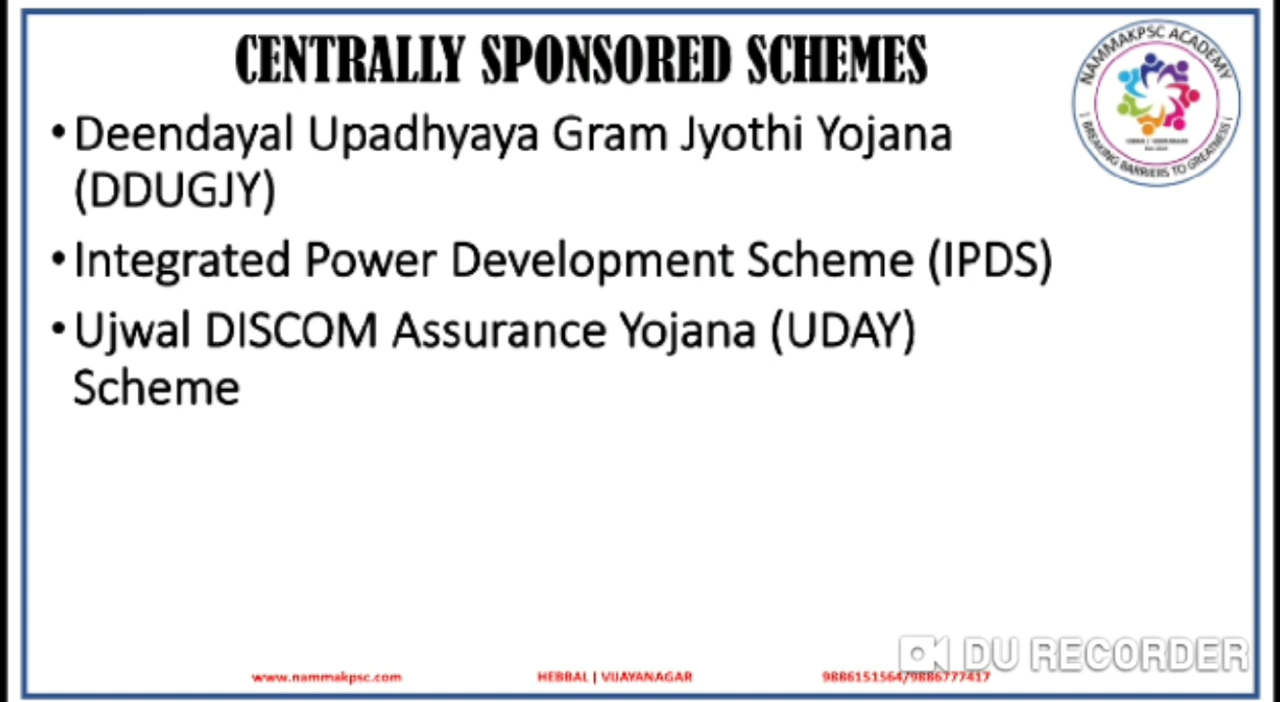 CENTRALLY SPONSORED SCHEMES
NAMMAKPSC ACADEMY
| BREAKING BARRIERS TO GREATNESS |
• Deendayal Upadhyaya Gram Jyothi Yojana
(DDUGJY)
• Integrated Power Development Scheme (IPDS)
• Ujwal DISCOM Assurance Yojana (UDAY)
Scheme
DU RECORDER
www.nammakpsc.com HEBBAL | VIJAYANAGAR 9886151564/9886777417